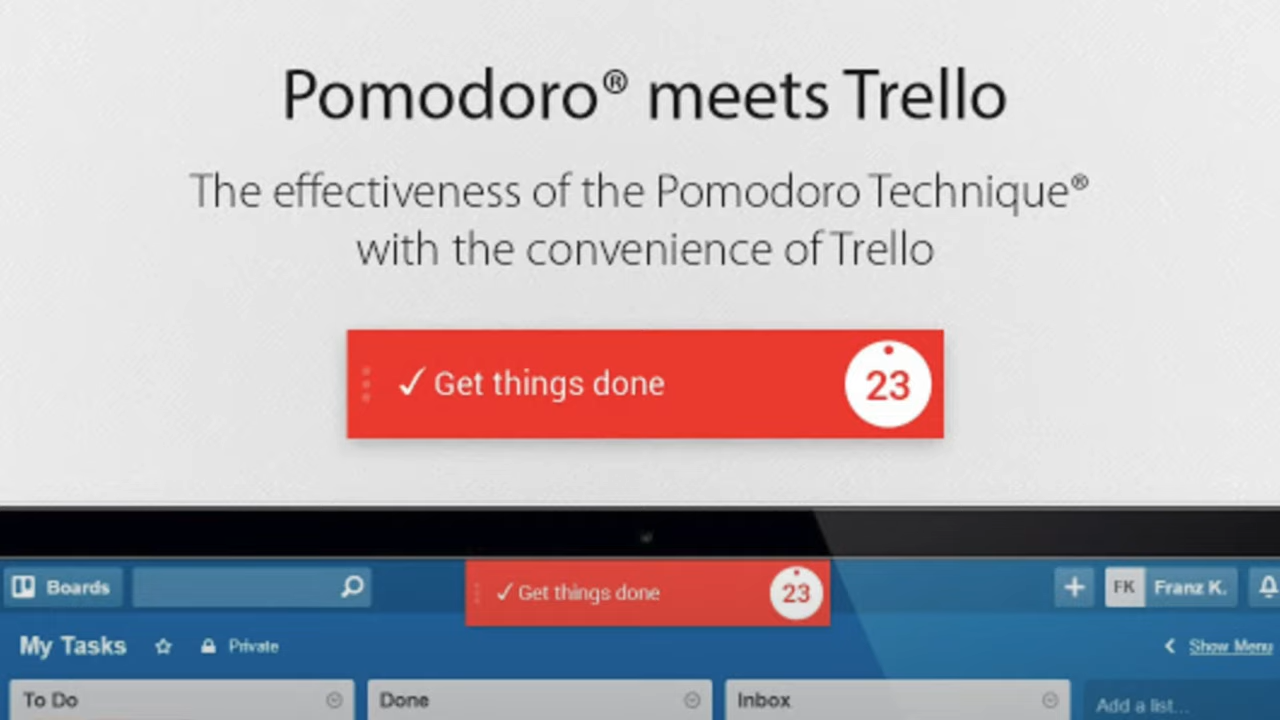 Pomodoro® meets Trello
The effectiveness of the Pomodoro Technique®
with the convenience of Trello
✓ Get things done 23
Boards ✓ Get things done 23 + FK Franz K.
My Tasks Private Show Menu
To Do Done Inbox Add a list...